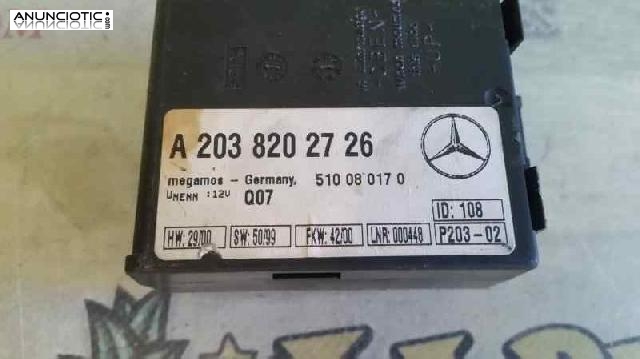 ANUNCIOTIC
.com
A 203 820 27 26
megamos - Germany. 510 08 017 0
UNENN :12V Q07
ID: 108
HW: 29/00 SW: 50/99 FKW: 42/00 LNR: 000448 P203-02